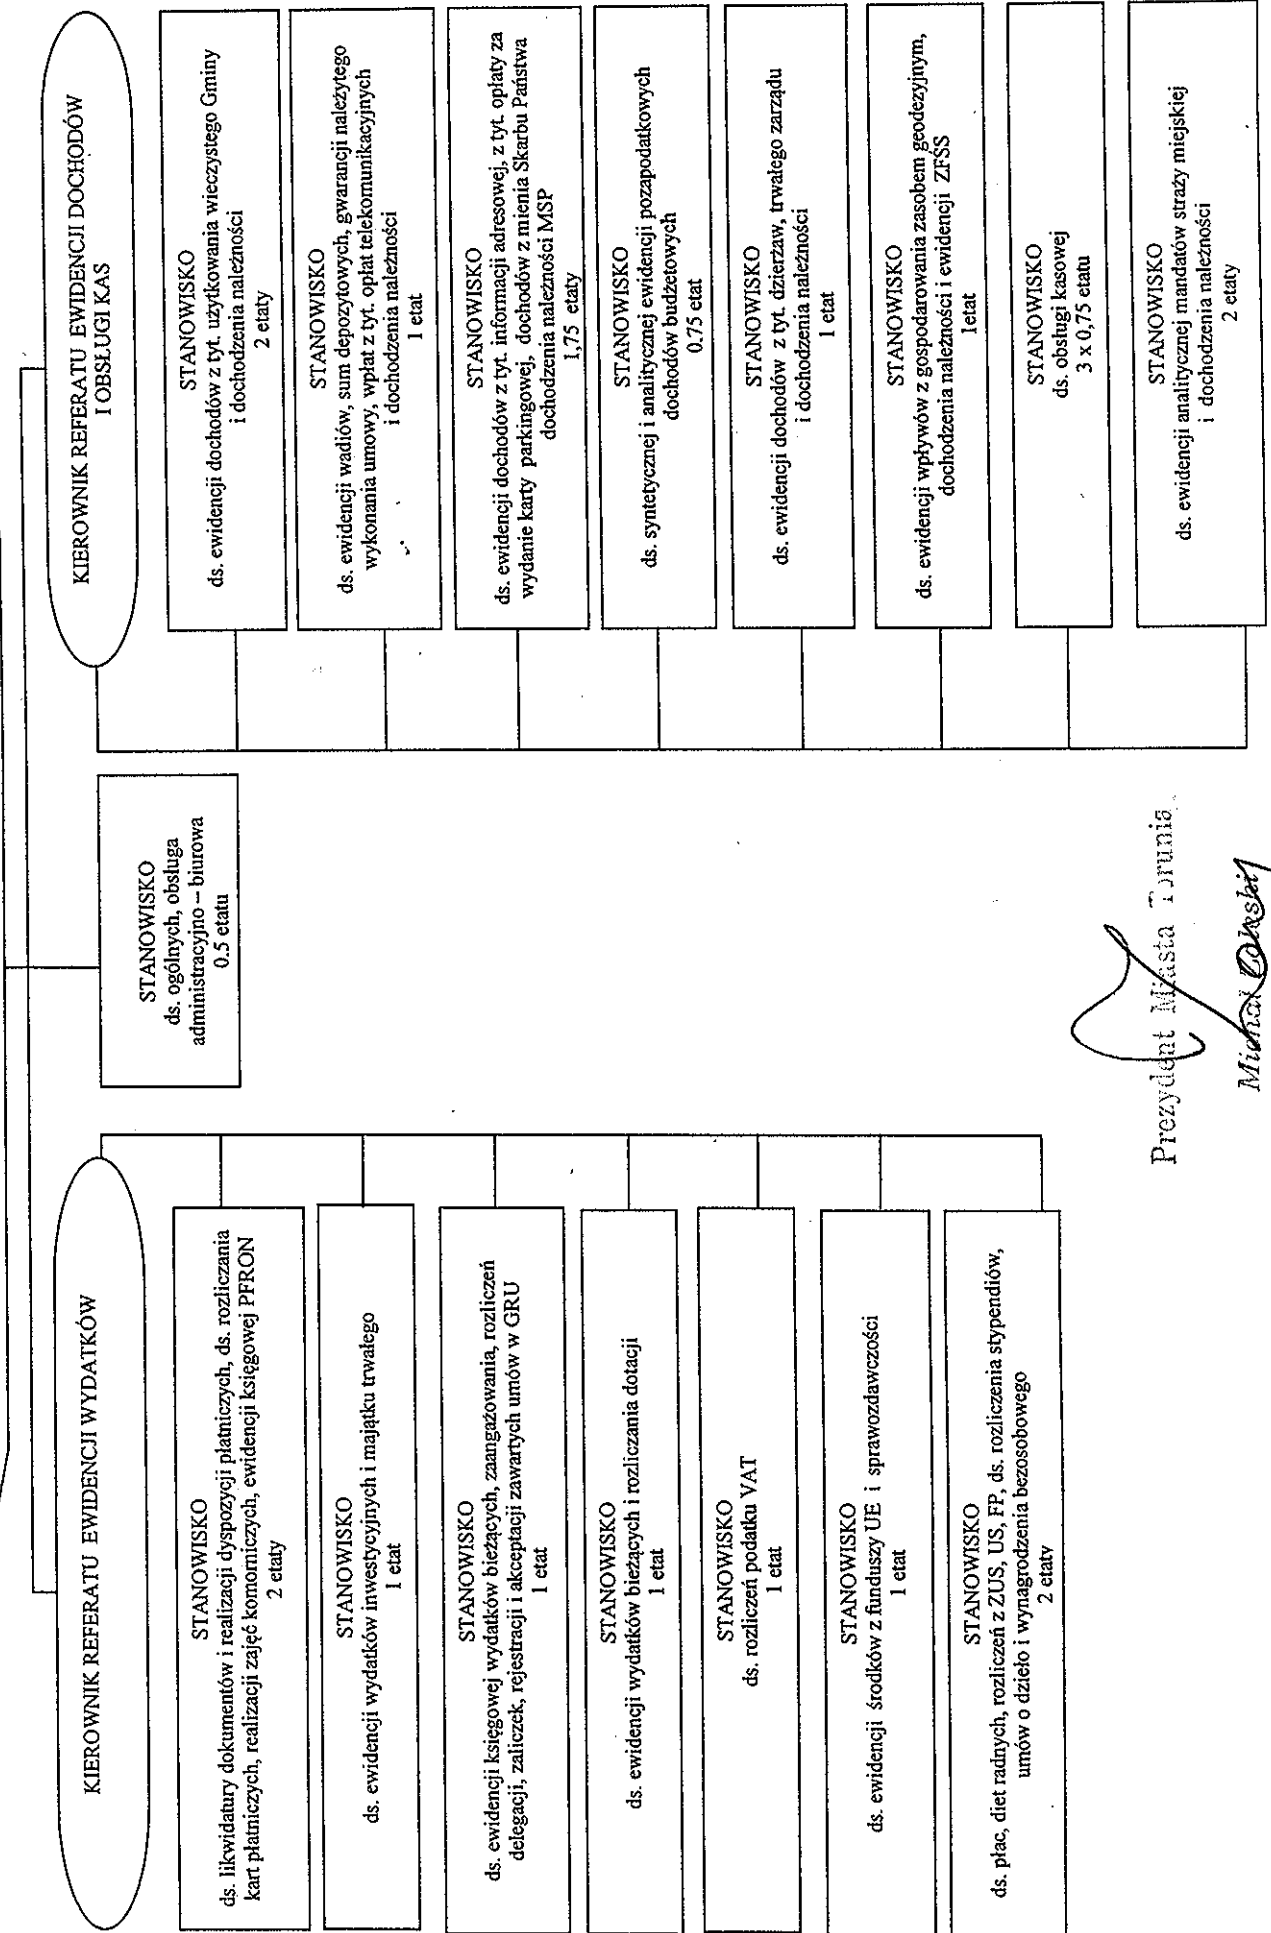 KIEROWNIK REFERATU EWIDENCJI WYDATKÓW
STANOWISKO
ds. likwidatury dokumentów i realizacji dyspozycji płatniczych, ds. rozliczania
kart płatniczych, realizacji zajęć komorniczych, ewidencji księgowej PFRON
2 etaty
STANOWISKO
ds. ewidencji wydatków inwestycyjnych i majątku trwałego
1 etat
STANOWISKO
ds. ewidencji księgowej wydatków bieżących, zaangażowania, rozliczeń
delegacji, zaliczek, rejestracji i akceptacji zawartych umów w GRU
1 etat
STANOWISKO
ds. ewidencji wydatków bieżących i rozliczania dotacji
1 etat
STANOWISKO
ds. rozliczeń podatku VAT
1 etat
STANOWISKO
ds. ewidencji środków z funduszy UE i sprawozdawczości
1 etat
STANOWISKO
ds. płac, diet radnych, rozliczeń z ZUS, US, FP, ds. rozliczenia stypendiów,
umów o dzieło i wynagrodzenia bezosobowego
2 etaty
STANOWISKO
ds. ogólnych, obsługa
administracyjno – biurowa
0.5 etatu
KIEROWNIK REFERATU EWIDENCJI DOCHODÓW
I OBSŁUGI KAS
STANOWISKO
ds. ewidencji dochodów z tyt. użytkowania wieczystego Gminy
i dochodzenia należności
2 etaty
STANOWISKO
ds. ewidencji wadiów, sum depozytowych, gwarancji należytego
wykonania umowy, wpłat z tyt. opłat telekomunikacyjnych
i dochodzenia należności
1 etat
STANOWISKO
ds. ewidencji dochodów z tyt. informacji adresowej, z tyt. opłaty za
wydanie karty parkingowej, dochodów z mienia Skarbu Państwa
dochodzenia należności MSP
1,75 etaty
STANOWISKO
ds. syntetycznej i analitycznej ewidencji pozapodatkowych
dochodów budżetowych
0.75 etat
STANOWISKO
ds. ewidencji dochodów z tyt. dzierżaw, trwałego zarządu
i dochodzenia należności
1 etat
STANOWISKO
ds. ewidencji wpływów z gospodarowania zasobem geodezyjnym,
dochodzenia należności i ewidencji ZFŚS
1etat
STANOWISKO
ds. obsługi kasowej
3 x 0,75 etatu
STANOWISKO
ds. ewidencji analitycznej mandatów straży miejskiej
i dochodzenia należności
2 etaty
Prezydent Miasta Torunia
Michał